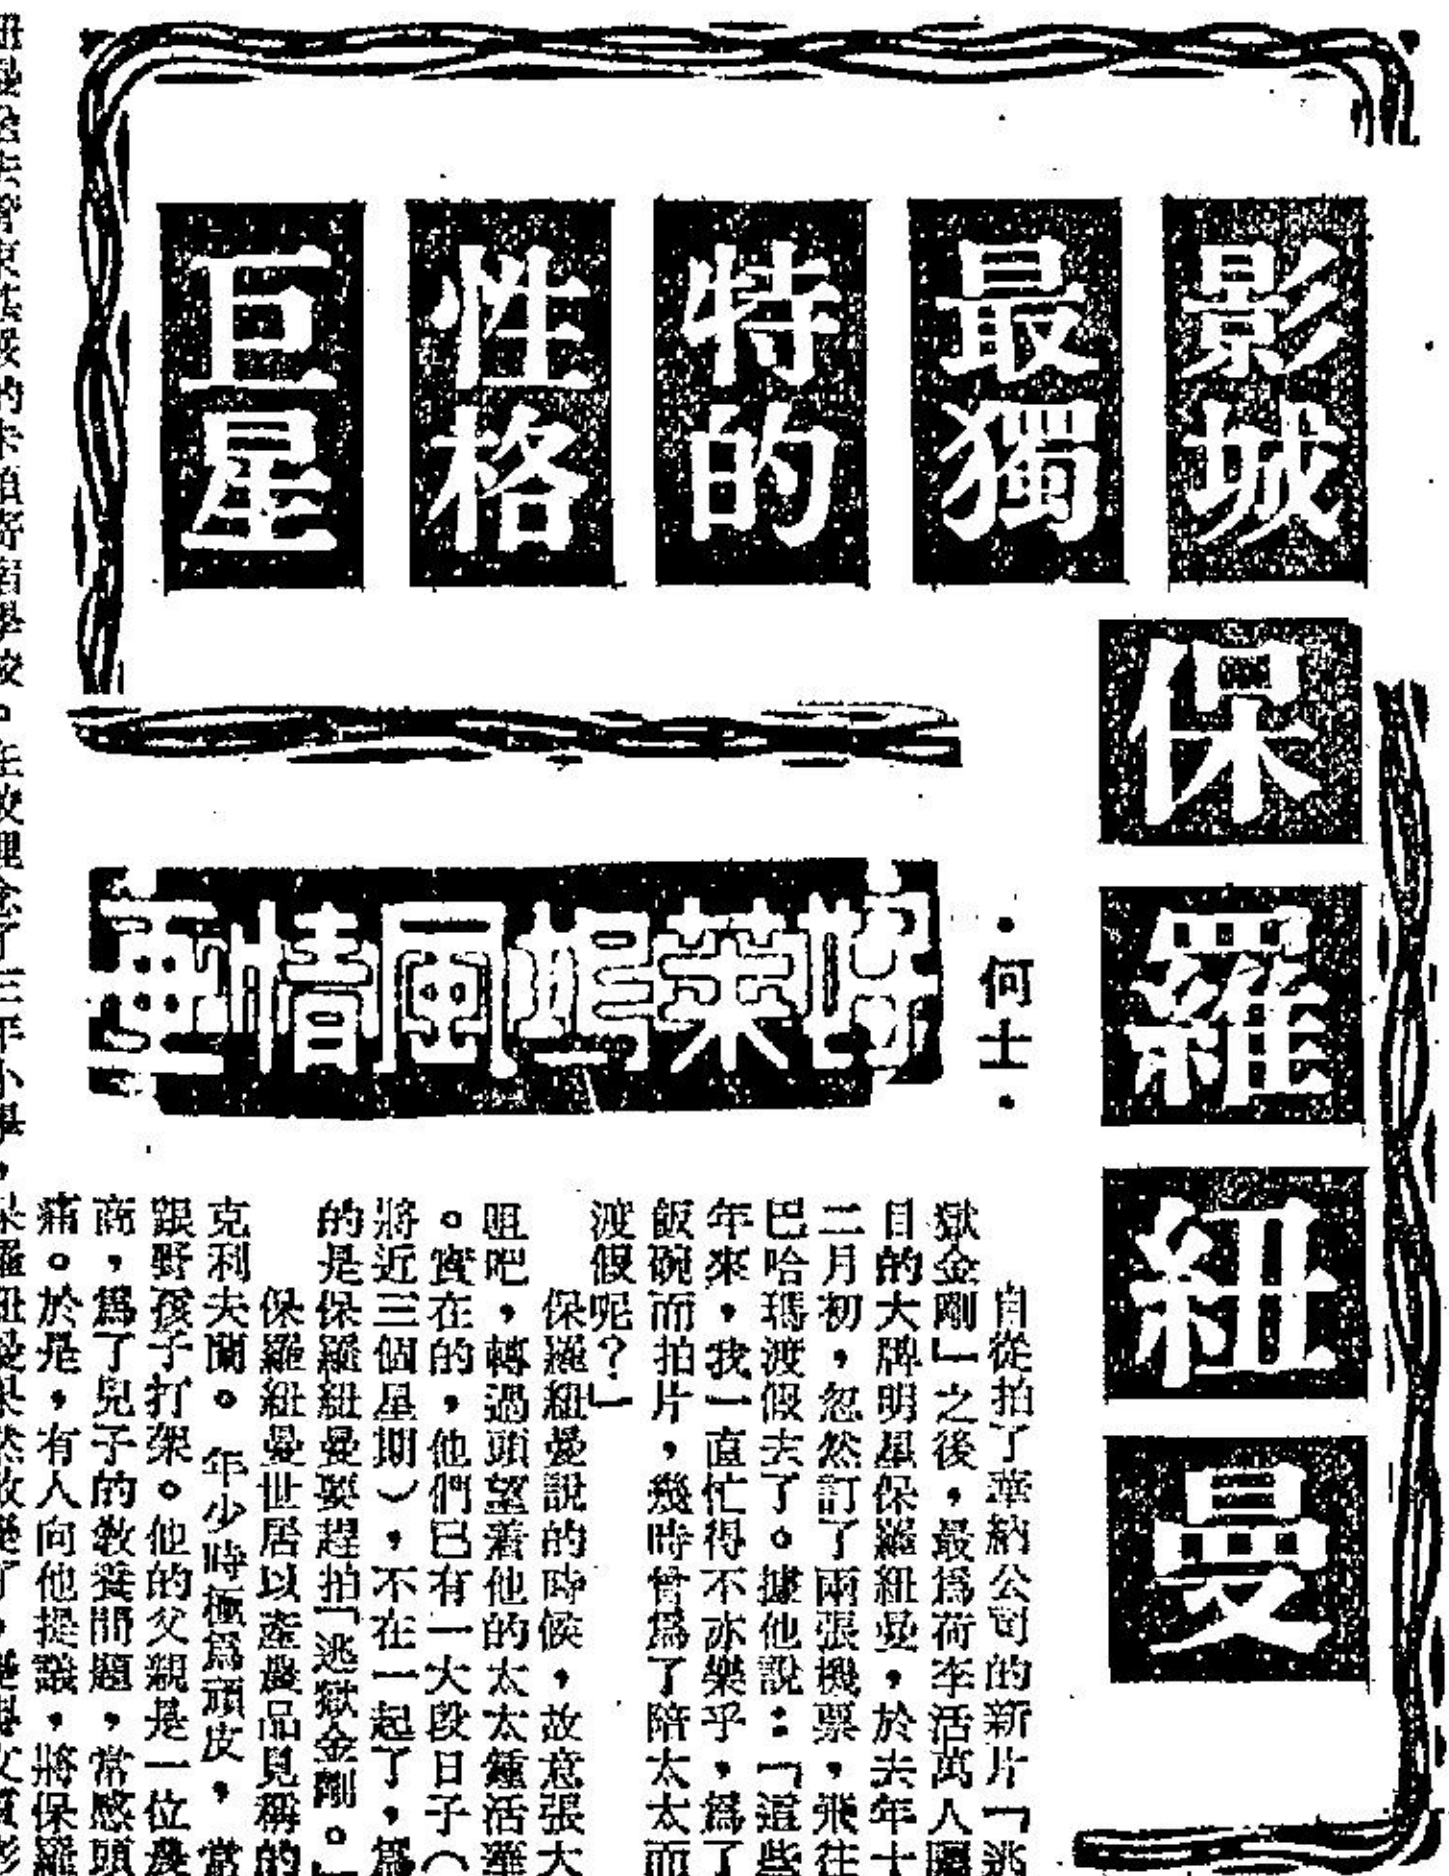 影城
最獨
特的
性格
巨星
保羅紐曼
好萊塢風情畫
·何士·
自從拍了華納公司的新片「逃
獄金剛」之後，最爲荷李活萬人矚
目的大牌明星保羅紐曼，於去年十
二月初，忽然訂了兩張機票，飛往
巴哈瑪渡假去了。據他說：「這些
年來，我一直忙得不亦樂乎，爲了
飯碗而拍片，幾時曾爲了陪太太而
渡假呢？」
保羅紐曼說的時候，故意張大
咀吧，轉過頭望着他的太太鍾活華
。實在的，他們已有一大段日子（
將近三個星期），不在一起了，爲
的是保羅紐曼要趕拍「逃獄金剛。」
保羅紐曼世居以產農品見稱的
克利夫蘭。年少時極爲頑皮，常
跟野孩子打架。他的父親是一位農
商，爲了兒子的敎養問題，常感頭
痛。於是，有人向他提議，將保羅